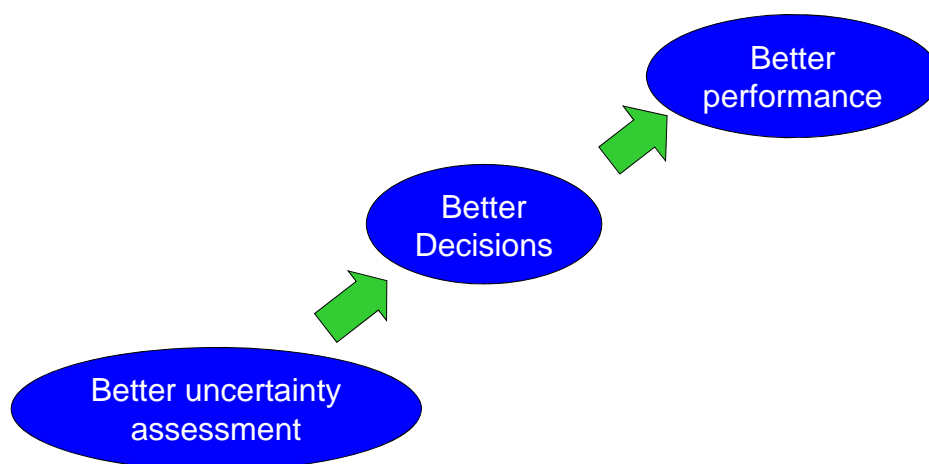 Better
performance
Better
Decisions
Better uncertainty
assessment